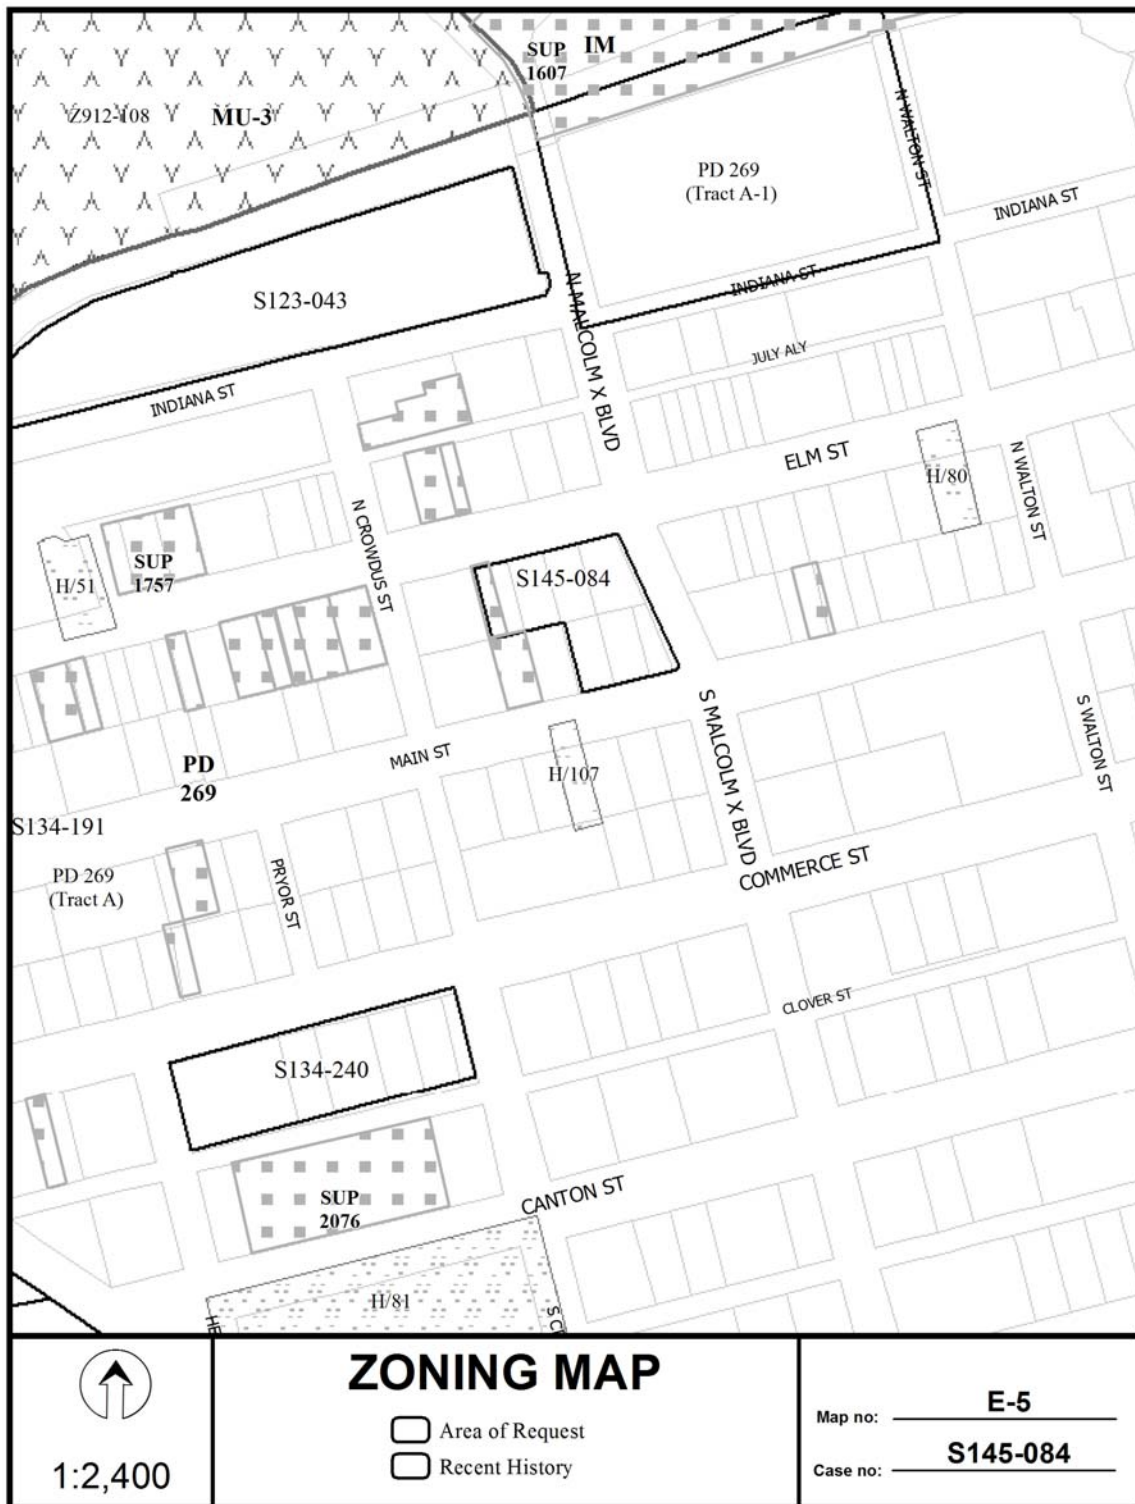 IM
SUP
1607
Z912-108
MU-3
N WALTON ST
PD 269
(Tract A-1)
INDIANA ST
INDIANA ST
S123-043
N MALCOLM X BLVD
JULY ALY
INDIANA ST
ELM ST
H/80
N WALTON ST
N CROWDUS ST
SUP
1757
H/51
S145-084
S MALCOLM X BLVD
S WALTON ST
MAIN ST
PD
269
H/107
S134-191
PD 269
(Tract A)
PRYOR ST
COMMERCE ST
CLOVER ST
S134-240
SUP
2076
CANTON ST
H/81
HE
S C
ZONING MAP
Area of Request
Recent History
1:2,400
Map no: E-5
Case no: S145-084